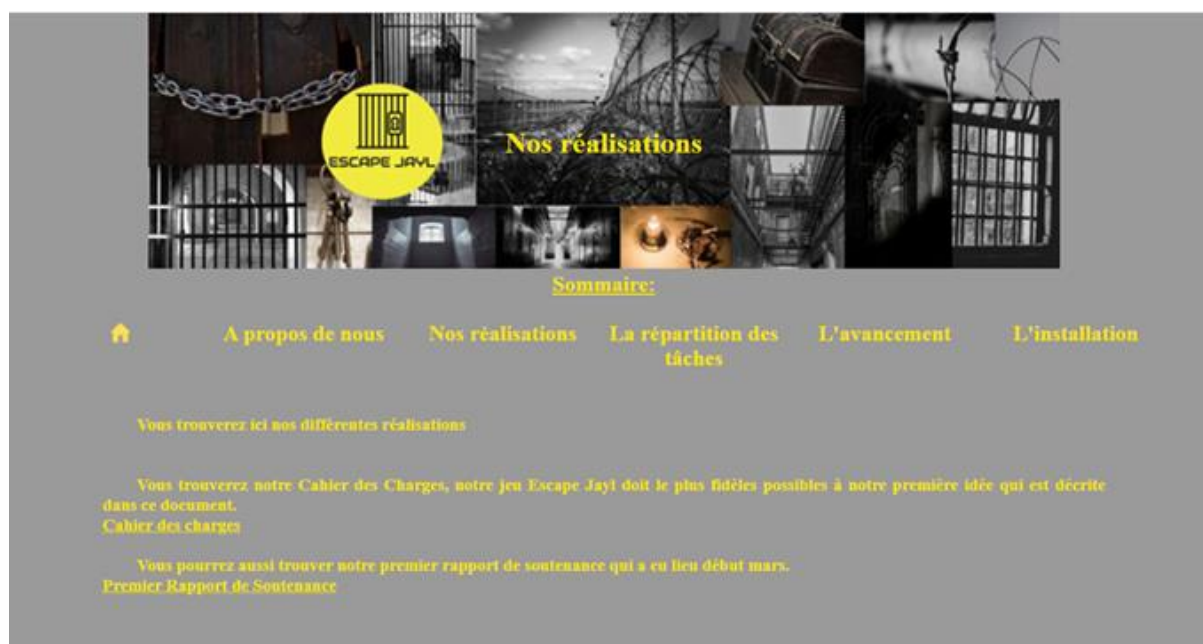 Nos réalisations
ESCAPE JAYL
Sommaire:
A propos de nous
Nos réalisations
La répartition des
tâches
L'avancement
L'installation
Vous trouverez ici nos différentes réalisations
Vous trouverez notre Cahier des Charges, notre jeu Escape Jayl doit le plus fidèles possibles à notre première idée qui est décrite
dans ce document.
Cahier des charges
Vous pourrez aussi trouver notre premier rapport de soutenance qui a eu lieu début mars.
Premier Rapport de Soutenance